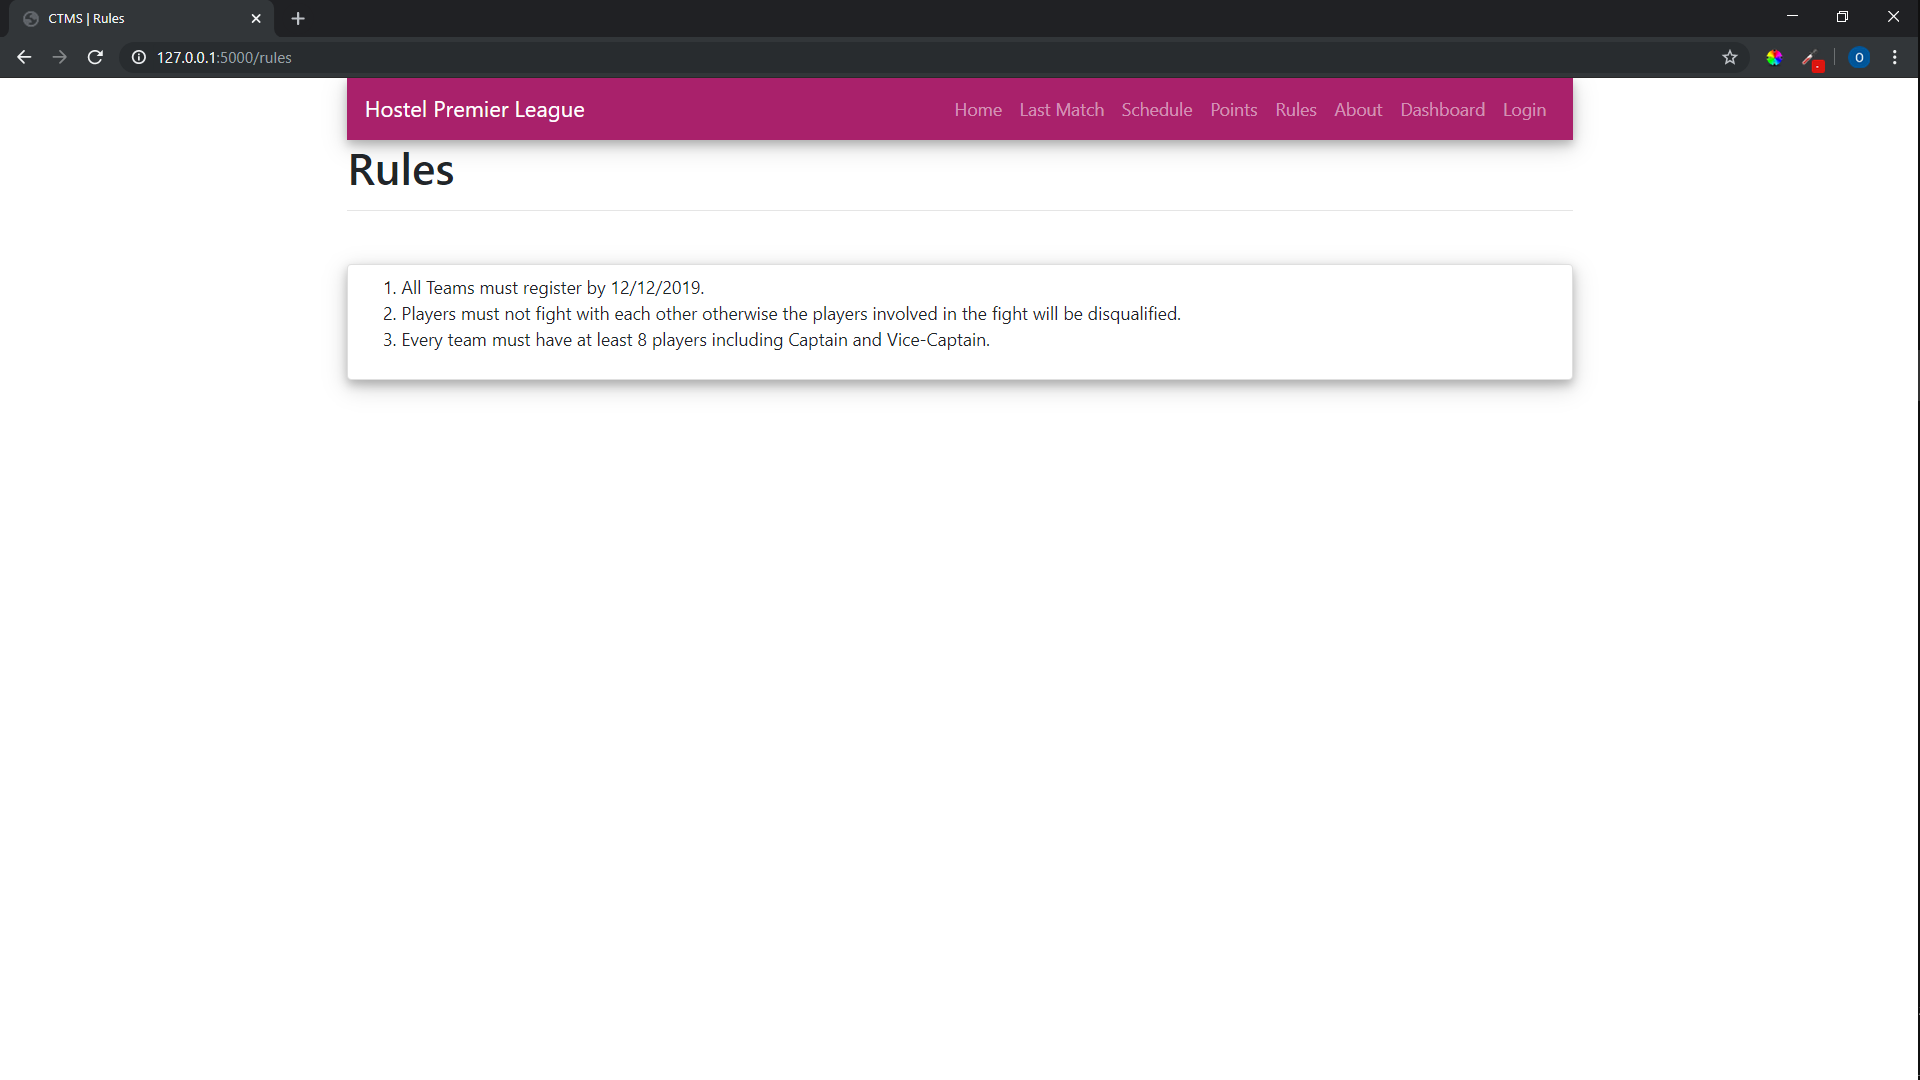 CTMS | Rules
127.0.0.1:5000/rules
O
Hostel Premier League
Home Last Match Schedule Points Rules About Dashboard Login
Rules
1. All Teams must register by 12/12/2019.
2. Players must not fight with each other otherwise the players involved in the fight will be disqualified.
3. Every team must have at least 8 players including Captain and Vice-Captain.